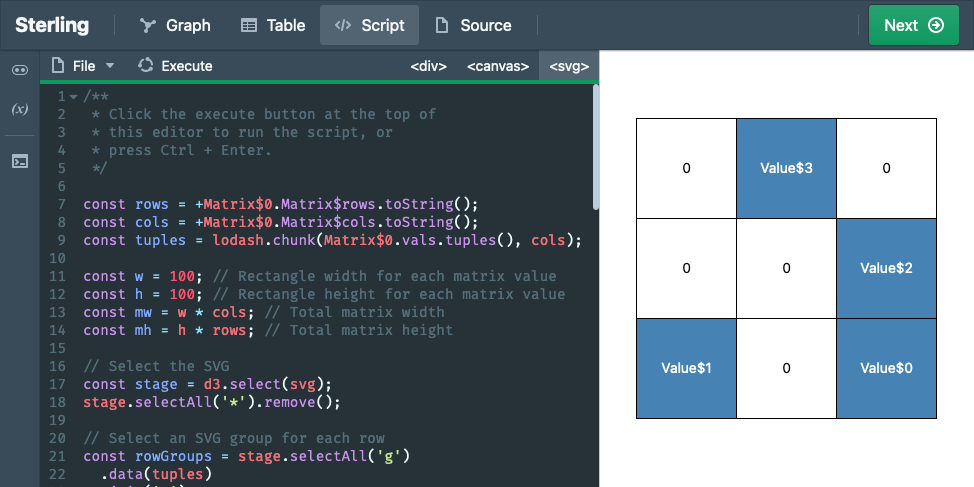 Sterling Graph Table </> Script Source Next
File Execute <div> <canvas> <svg>
(x)
1 /**
2  * Click the execute button at the top of
3  * this editor to run the script, or
4  * press Ctrl + Enter.
5  */
6
7 const rows = +Matrix$0.Matrix$rows.toString();
8 const cols = +Matrix$0.Matrix$cols.toString();
9 const tuples = lodash.chunk(Matrix$0.vals.tuples(), cols);
10
11 const w = 100; // Rectangle width for each matrix value
12 const h = 100; // Rectangle height for each matrix value
13 const mw = w * cols; // Total matrix width
14 const mh = h * rows; // Total matrix height
15
16 // Select the SVG
17 const stage = d3.select(svg);
18 stage.selectAll('*').remove();
19
20 // Select an SVG group for each row
21 const rowGroups = stage.selectAll('g')
22   .data(tuples)
0 Value$3 0
0 0 Value$2
Value$1 0 Value$0